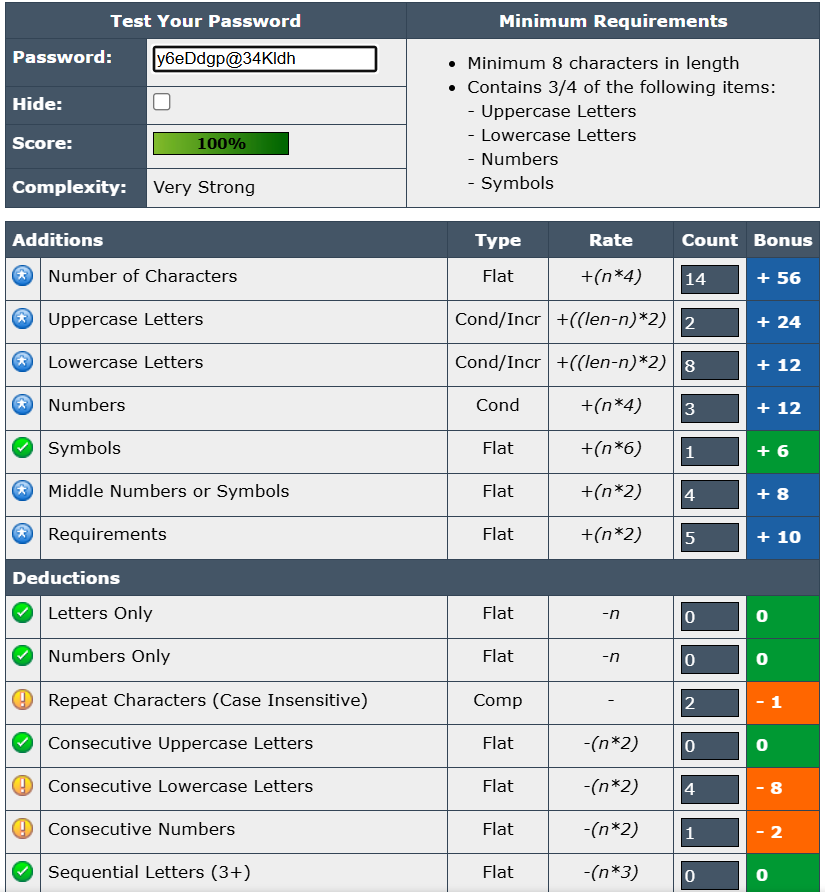 Test Your Password
Minimum Requirements
Password: y6eDdgp@34Kldh
Hide:
Score: 100%
Complexity: Very Strong
• Minimum 8 characters in length
• Contains 3/4 of the following items:
- Uppercase Letters
- Lowercase Letters
- Numbers
- Symbols
Additions Type Rate Count Bonus
Number of Characters Flat +(n*4) 14 + 56
Uppercase Letters Cond/Incr +((len-n)*2) 2 + 24
Lowercase Letters Cond/Incr +((len-n)*2) 8 + 12
Numbers Cond +(n*4) 3 + 12
Symbols Flat +(n*6) 1 + 6
Middle Numbers or Symbols Flat +(n*2) 4 + 8
Requirements Flat +(n*2) 5 + 10
Deductions
Letters Only Flat -n 0 0
Numbers Only Flat -n 0 0
Repeat Characters (Case Insensitive) Comp - 2 - 1
Consecutive Uppercase Letters Flat -(n*2) 0 0
Consecutive Lowercase Letters Flat -(n*2) 4 - 8
Consecutive Numbers Flat -(n*2) 1 - 2
Sequential Letters (3+) Flat -(n*3) 0 0